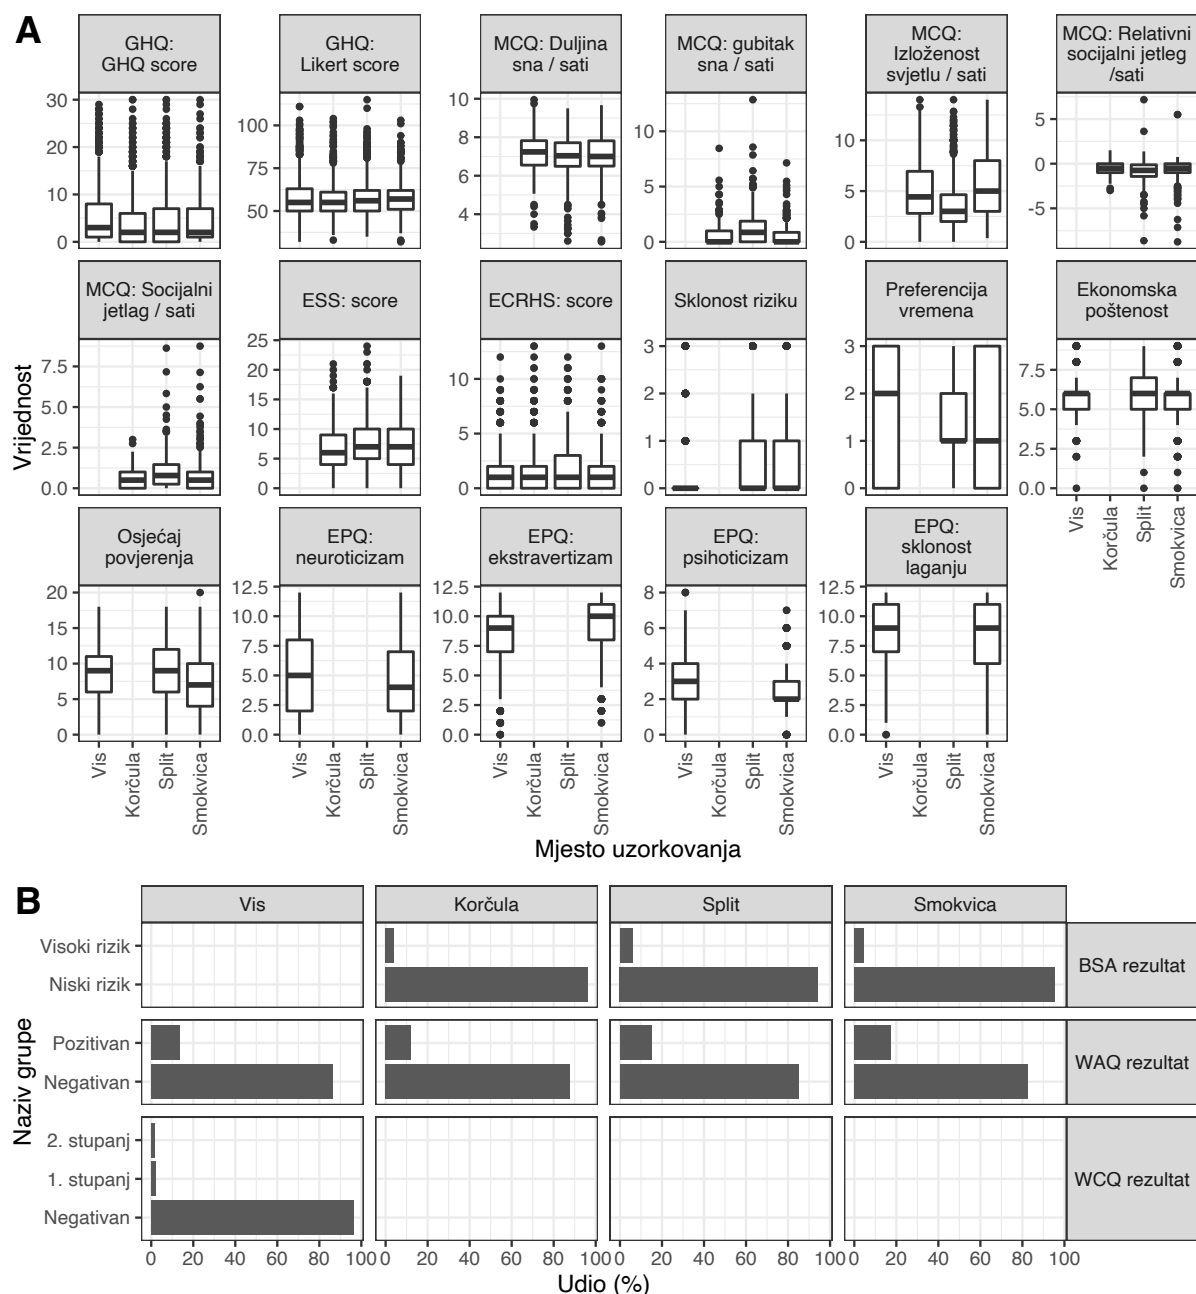 A
GHQ:
GHQ score
GHQ:
Likert score
MCQ: Duljina
sna / sati
MCQ: gubitak
sna / sati
MCQ:
Izloženost
svjetlu / sati
MCQ: Relativni
socijalni jetleg
/sati
30
20
10
0
100
75
50
10
8
6
4
10
5
0
10
5
0
5
0
-5
MCQ: Socijalni
jetlag / sati
ESS: score
ECRHS: score
Sklonost riziku
Preferencija
vremena
Ekonomska
poštenost
7.5
5.0
2.5
0.0
25
20
15
10
5
0
10
5
0
3
2
1
0
3
2
1
0
7.5
5.0
2.5
0.0
Vis
Korčula
Split
Smokvica
Vrijednost
Osjećaj
povjerenja
EPQ:
neuroticizam
EPQ:
ekstravertizam
EPQ:
psihoticizam
EPQ:
sklonost
laganju
20
15
10
5
0
12.5
10.0
7.5
5.0
2.5
0.0
12.5
10.0
7.5
5.0
2.5
0.0
8
6
4
2
0
12.5
10.0
7.5
5.0
2.5
0.0
Vis
Korčula
Split
Smokvica
Vis
Korčula
Split
Smokvica
Vis
Korčula
Split
Smokvica
Vis
Korčula
Split
Smokvica
Vis
Korčula
Split
Smokvica
Mjesto uzorkovanja
B
Vis
Korčula
Split
Smokvica
Visoki rizik
Niski rizik
BSA rezultat
Pozitivan
Negativan
WAQ rezultat
2. stupanj
1. stupanj
Negativan
WCQ rezultat
Naziv grupe
0 20 40 60 80 100
0 20 40 60 80 100
0 20 40 60 80 100
0 20 40 60 80 100
Udio (%)